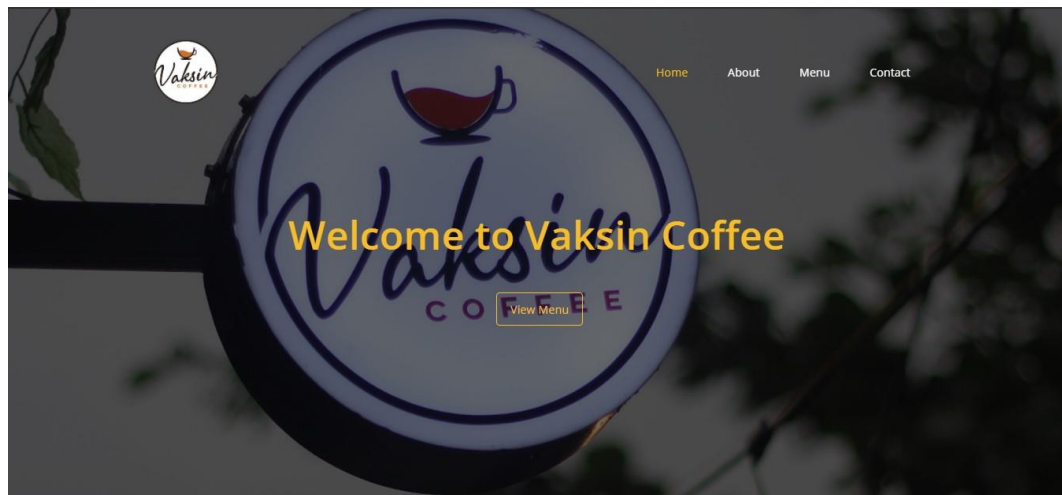 Vaksin
COFFEE
Home About Menu Contact
Welcome to Vaksin Coffee
Vaksin
COFFEE
View Menu